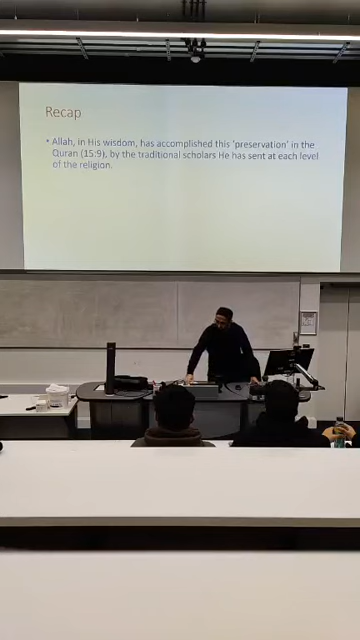 Recap
• Allah, in His wisdom, has accomplished this 'preservation' in the
Quran (15:9), by the traditional scholars He has sent at each level
of the religion.